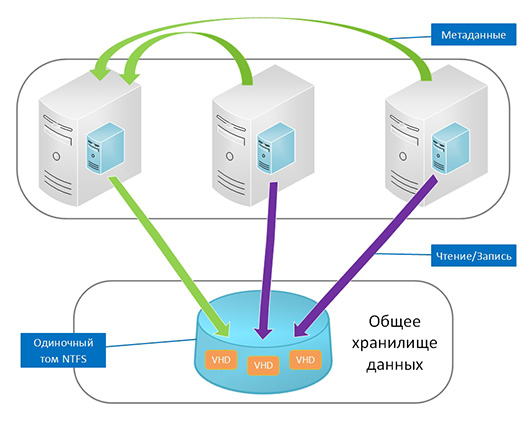 Метаданные
Чтение/Запись
Одиночный
том NTFS
Общее
хранилище
данных
VHD
VHD
VHD